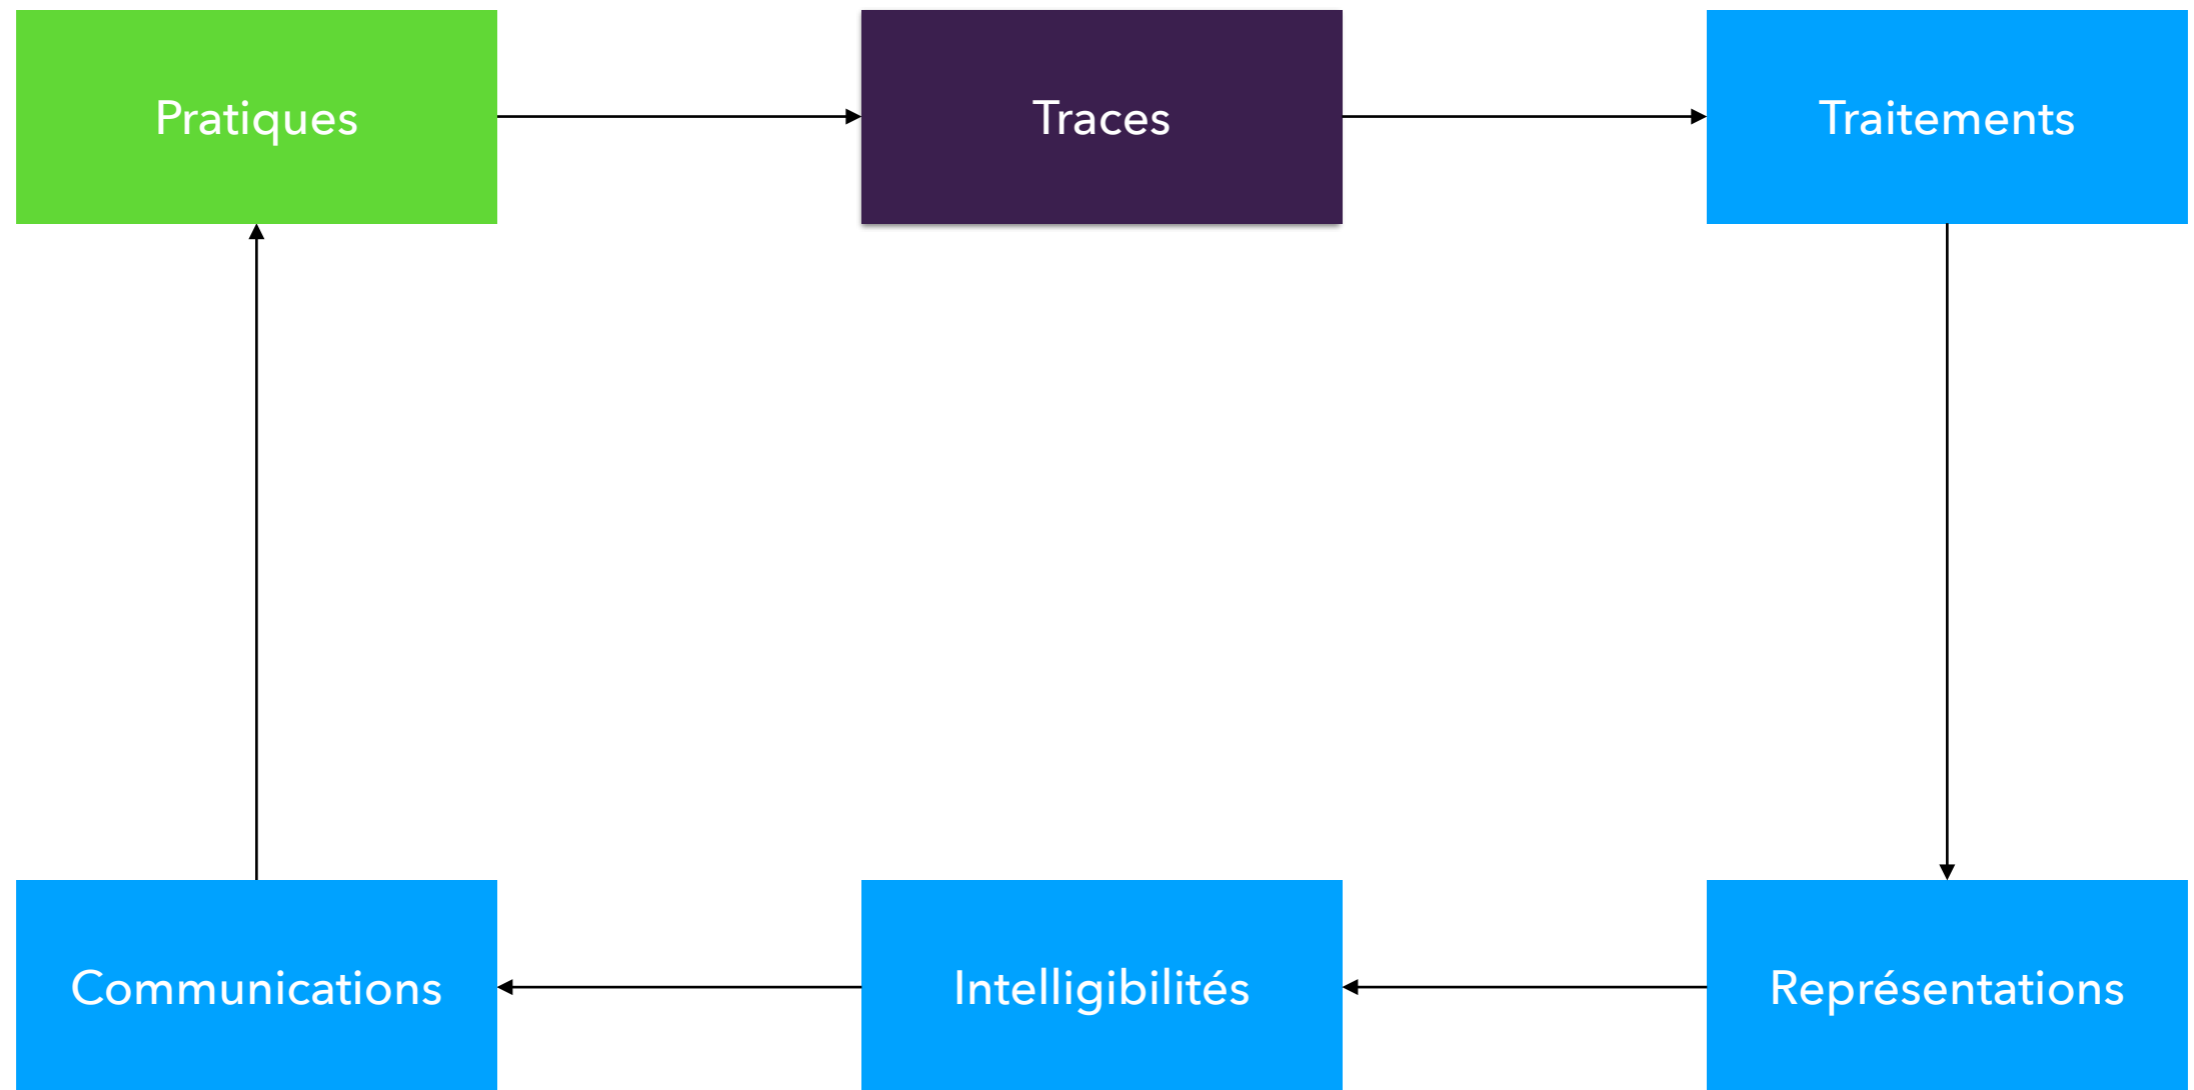 Pratiques
Traces
Traitements
Communications
Intelligibilités
Représentations